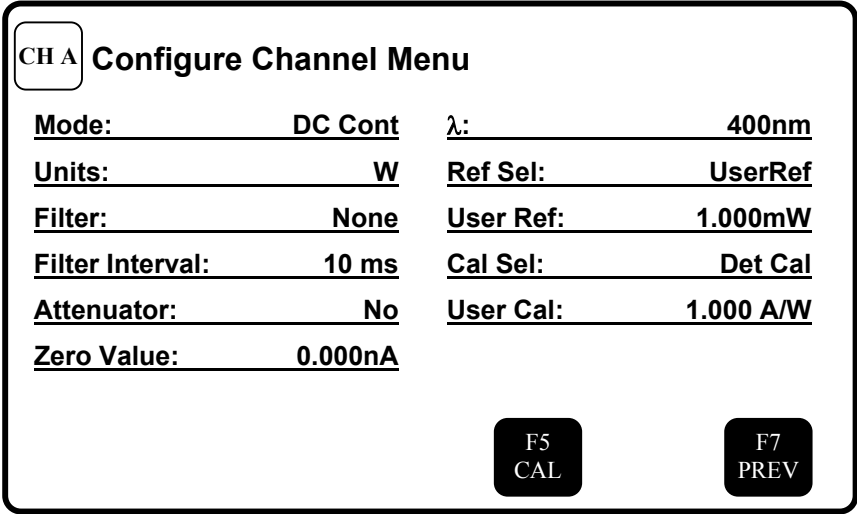 CH A Configure Channel Menu
Mode: DC Cont
Units: W
Filter: None
Filter Interval: 10 ms
Attenuator: No
Zero Value: 0.000nA
λ: 400nm
Ref Sel: UserRef
User Ref: 1.000mW
Cal Sel: Det Cal
User Cal: 1.000 A/W
F5
CAL
F7
PREV